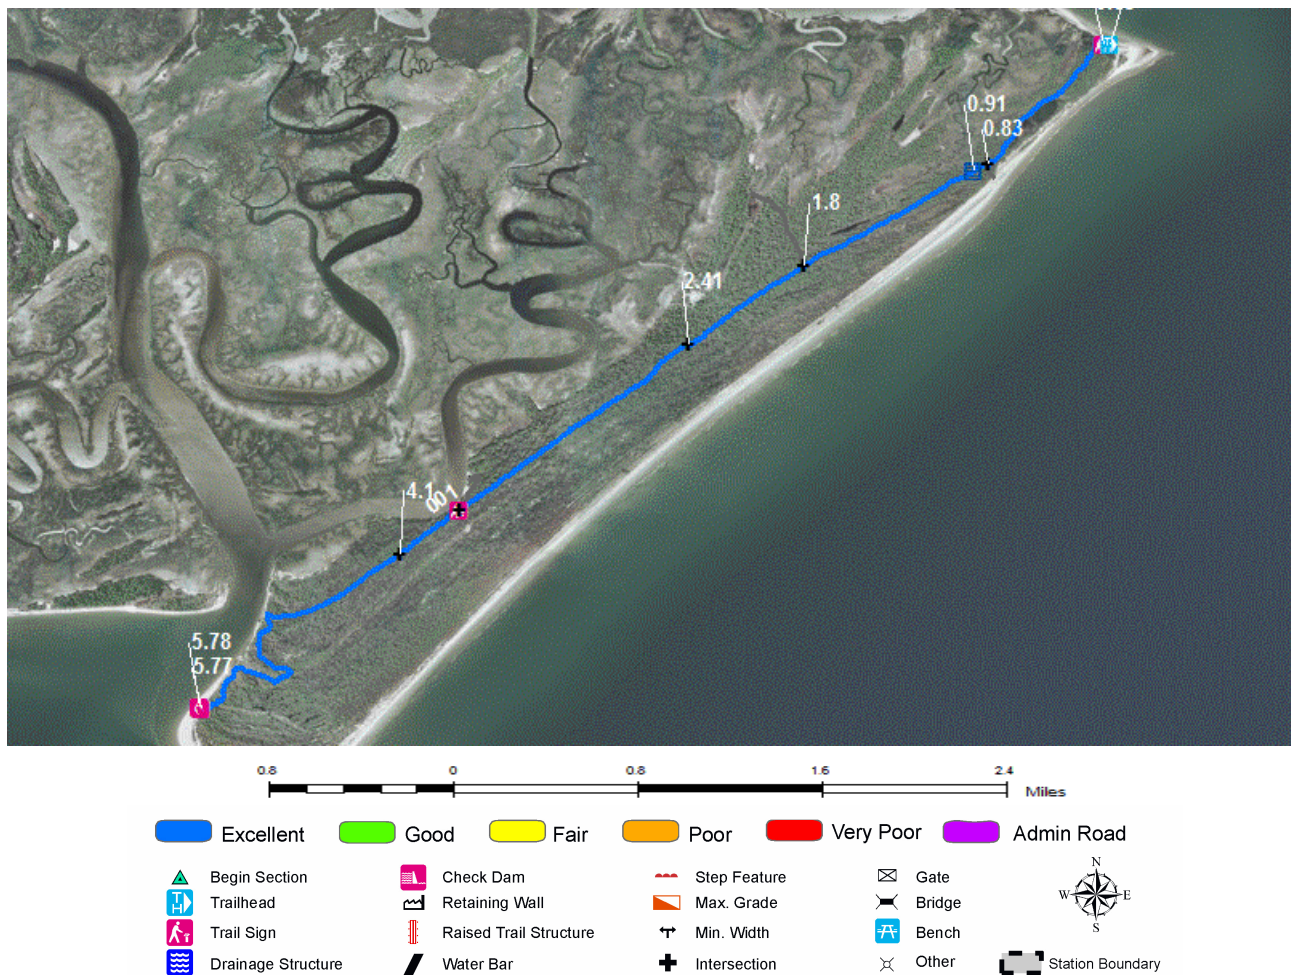 0.91
0.83
1.8
2.41
4.1
001
5.78
5.77
0.8 0 0.8 1.6 2.4 Miles
Excellent Good Fair Poor Very Poor Admin Road
Begin Section Check Dam Step Feature Gate
Trailhead Retaining Wall Max. Grade Bridge
Trail Sign Raised Trail Structure Min. Width Bench
Drainage Structure Water Bar Intersection Other Station Boundary
N
W E
S
TH